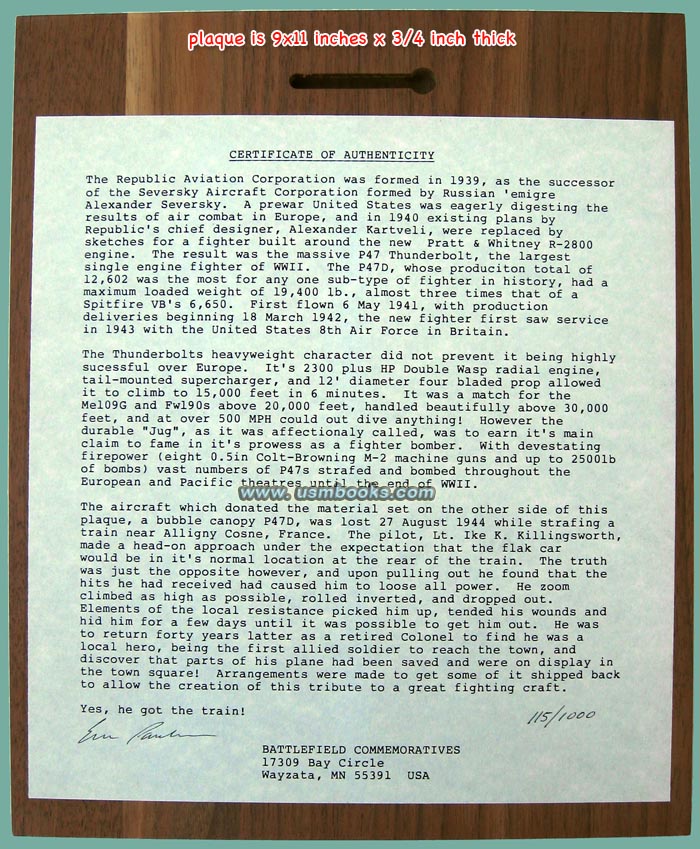 plaque is 9x11 inches x 3/4 inch thick
CERTIFICATE OF AUTHENTICITY
The Republic Aviation Corporation was formed in 1939, as the successor
of the Seversky Aircraft Corporation formed by Russian 'emigre
Alexander Seversky. A prewar United States was eagerly digesting the
results of air combat in Europe, and in 1940 existing plans by
Republic's chief designer, Alexander Kartveli, were replaced by
sketches for a fighter built around the new Pratt & Whitney R-2800
engine. The result was the massive P47 Thunderbolt, the largest
single engine fighter of WWII. The P47D, whose produciton total of
12,602 was the most for any one sub-type of fighter in history, had a
maximum loaded weight of 19,400 lb., almost three times that of a
Spitfire VB's 6,650. First flown 6 May 1941, with production
deliveries beginning 18 March 1942, the new fighter first saw service
in 1943 with the United States 8th Air Force in Britain.
The Thunderbolts heavyweight character did not prevent it being highly
sucessful over Europe. It's 2300 plus HP Double Wasp radial engine,
tail-mounted supercharger, and 12' diameter four bladed prop allowed
it to climb to 15,000 feet in 6 minutes. It was a match for the
Me109G and Fw190s above 20,000 feet, handled beautifully above 30,000
feet, and at over 500 MPH could out dive anything! However the
durable "Jug", as it was affectionaly called, was to earn it's main
claim to fame in it's prowess as a fighter bomber. With devestating
firepower (eight 0.5in Colt-Browning M-2 machine guns and up to 2500lb
of bombs) vast numbers of P47s strafed and bombed throughout the
European and Pacific theatres until the end of WWII.
www.usmbooks.com
The aircraft which donated the material set on the other side of this
plaque, a bubble canopy P47D, was lost 27 August 1944 while strafing a
train near Alligny Cosne, France. The pilot, Lt. Ike K. Killingsworth,
made a head-on approach under the expectation that the flak car
would be in it's normal location at the rear of the train. The truth
was just the opposite however, and upon pulling out he found that the
hits he had received had caused him to loose all power. He zoom
climbed as high as possible, rolled inverted, and dropped out.
Elements of the local resistance picked him up, tended his wounds and
hid him for a few days until it was possible to get him out. He was
to return forty years latter as a retired Colonel to find he was a
local hero, being the first allied soldier to reach the town, and
discover that parts of his plane had been saved and were on display in
the town square! Arrangements were made to get some of it shipped back
to allow the creation of this tribute to a great fighting craft.
Yes, he got the train!
115/1000
BATTLEFIELD COMMEMORATIVES
17309 Bay Circle
Wayzata, MN 55391 USA